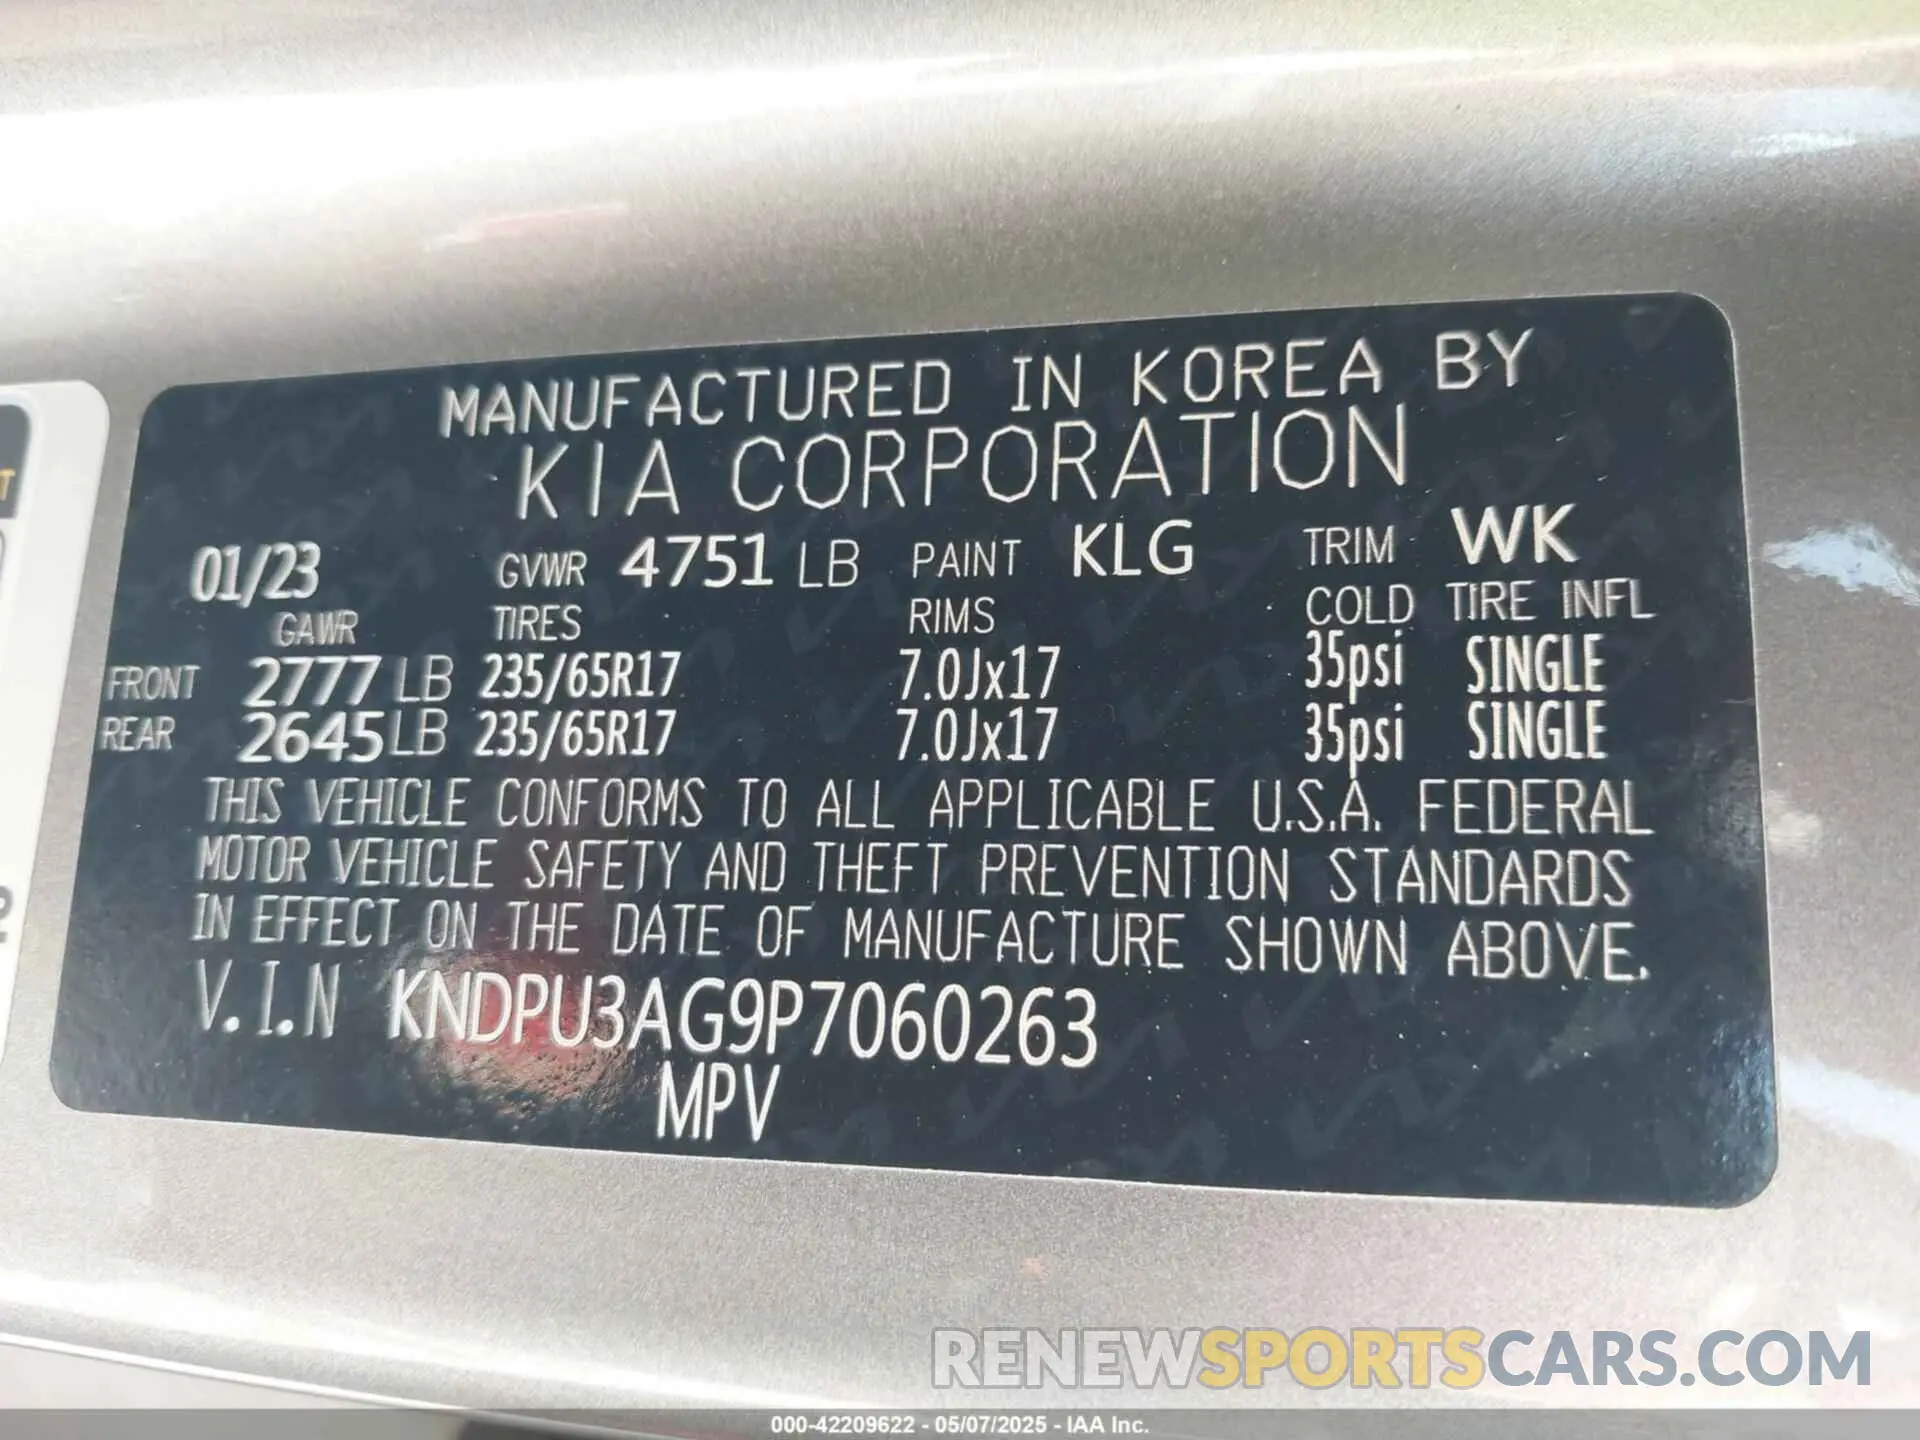 MANUFACTURED IN KOREA BY
KIA CORPORATION
01/23 GVWR 4751 LB PAINT KLG TRIM WK
GAWR TIRES RIMS COLD TIRE INFL
FRONT 2777 LB 235/65R17 7.0Jx17 35psi SINGLE
REAR 2645 LB 235/65R17 7.0Jx17 35psi SINGLE
THIS VEHICLE CONFORMS TO ALL APPLICABLE U.S.A. FEDERAL
MOTOR VEHICLE SAFETY AND THEFT PREVENTION STANDARDS
IN EFFECT ON THE DATE OF MANUFACTURE SHOWN ABOVE.
V.I.N KNDPU3AG9P7060263
MPV
RENEWSPORTSCARS.COM
000-42209622 - 05/07/2025 - IAA Inc.